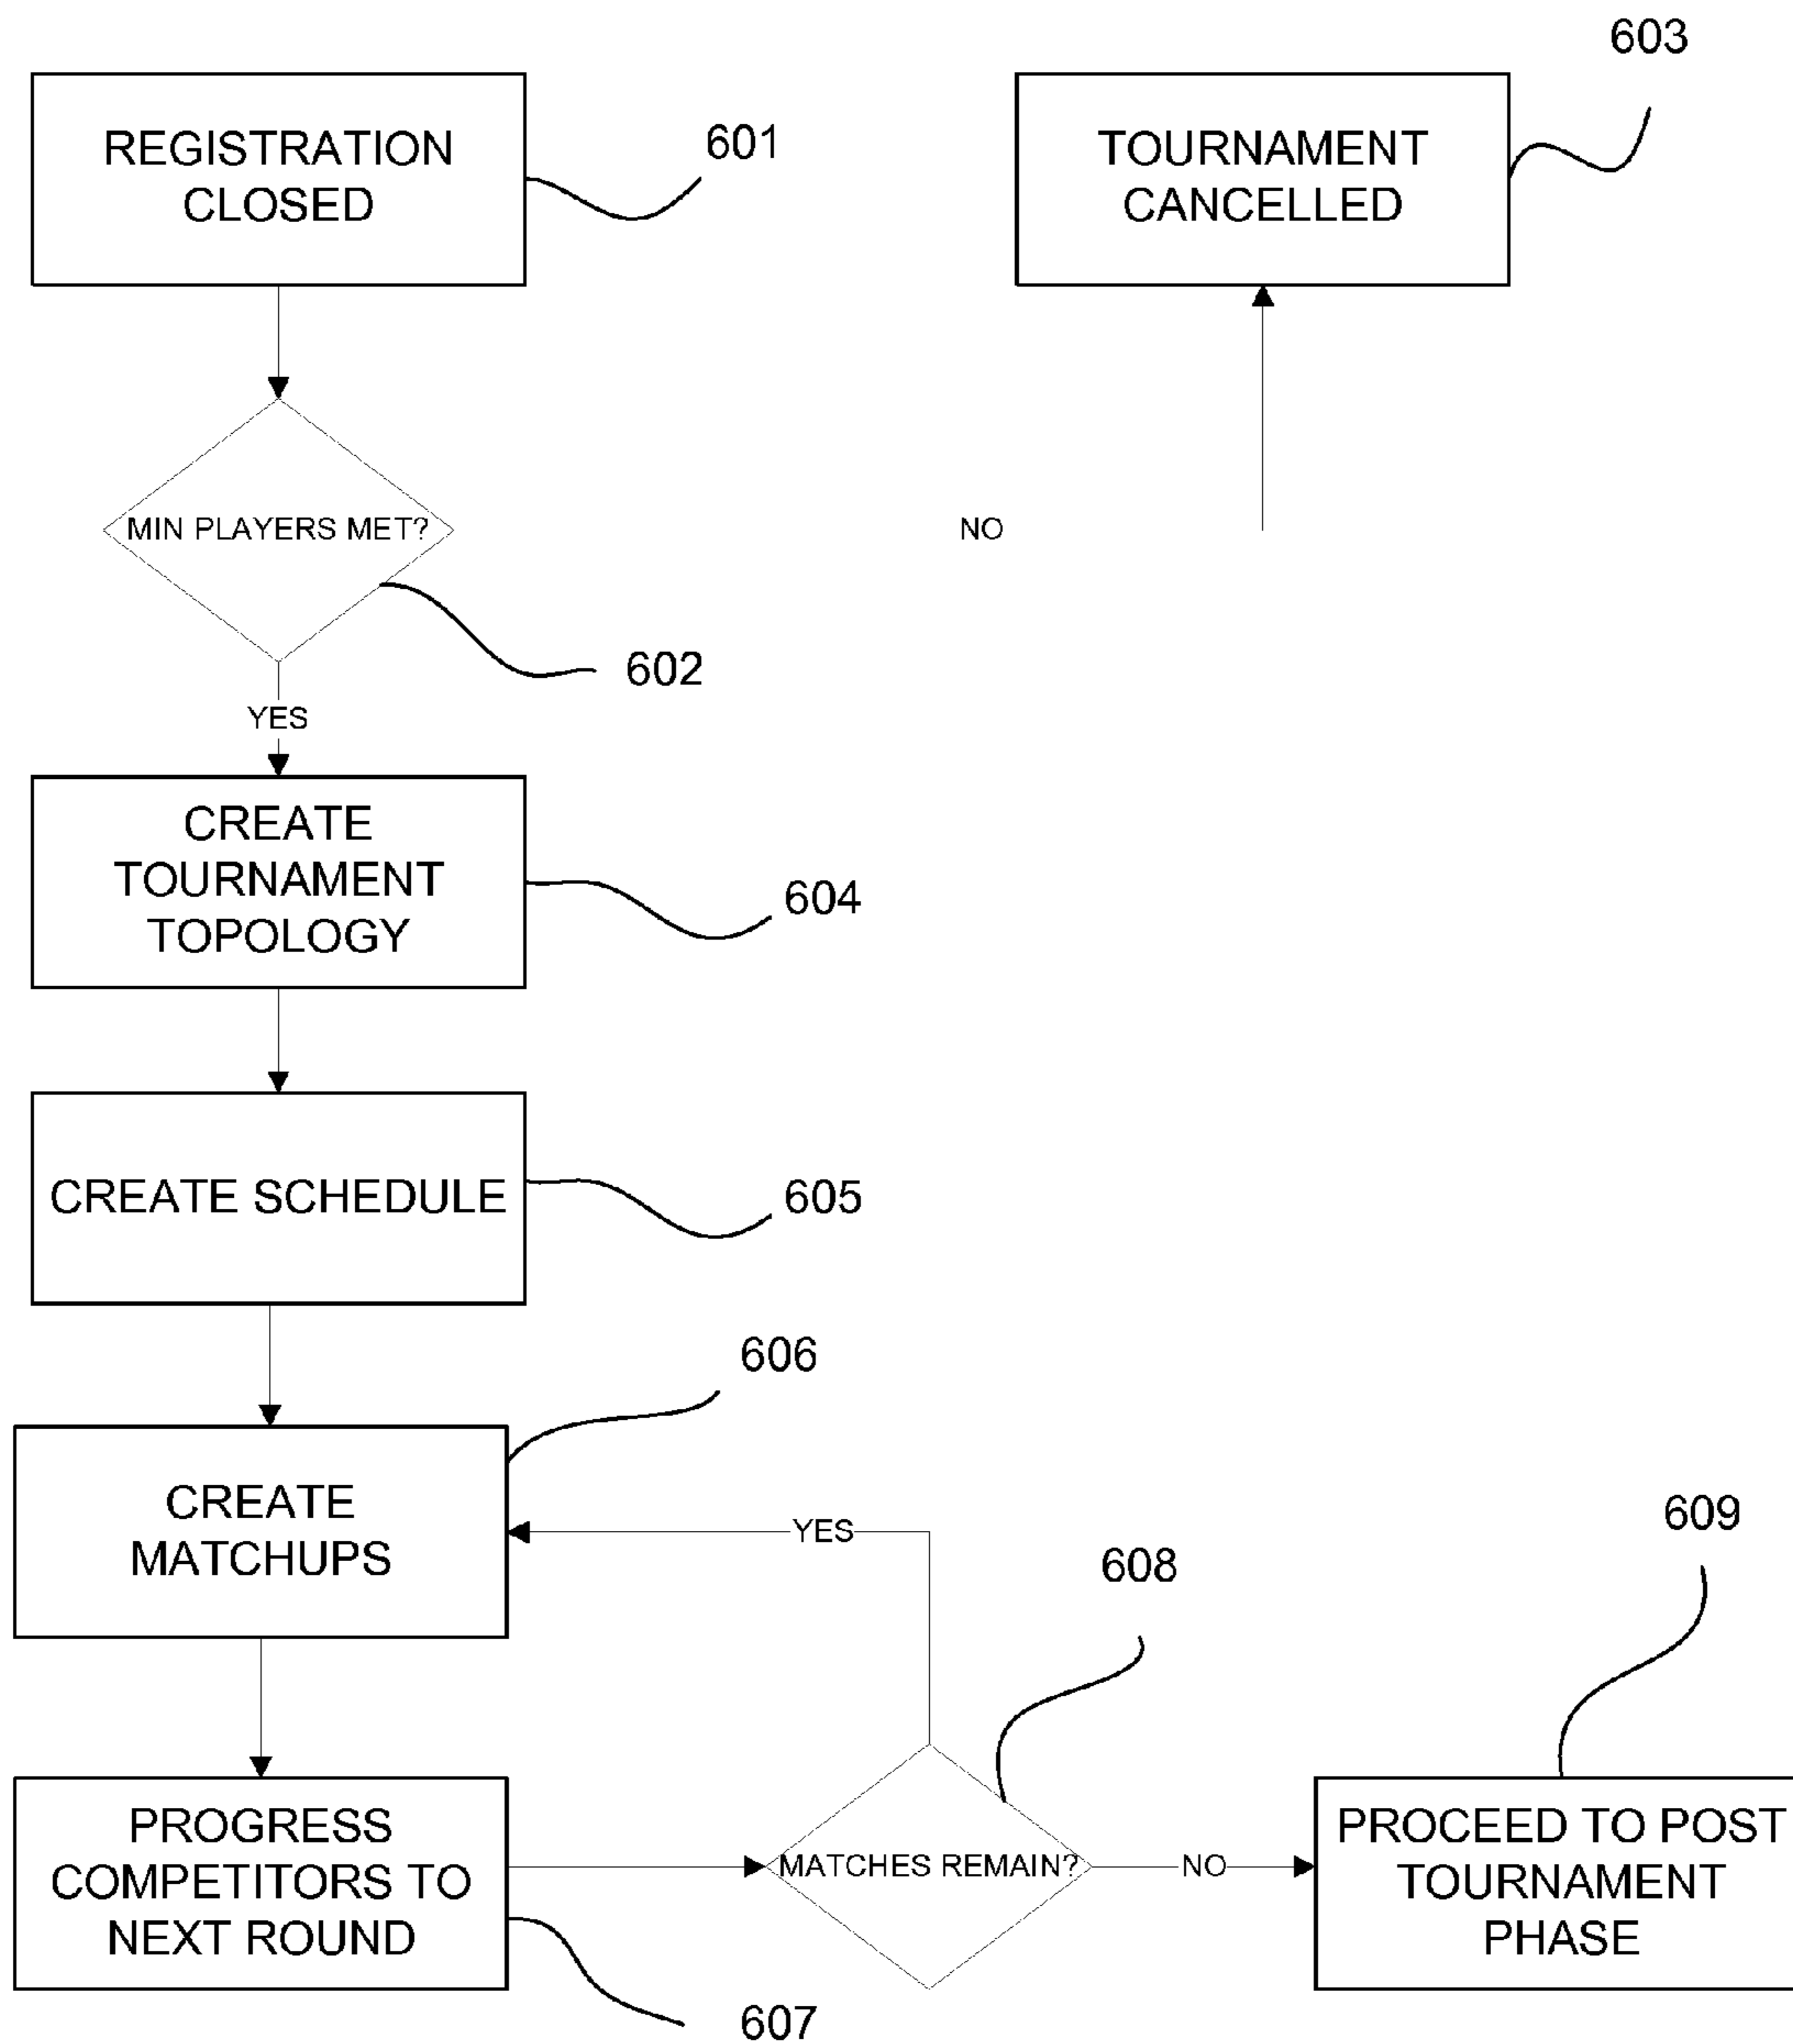 603
REGISTRATION
CLOSED
601
TOURNAMENT
CANCELLED
MIN PLAYERS MET?
NO
602
YES
CREATE
TOURNAMENT
TOPOLOGY
604
CREATE SCHEDULE
605
606
CREATE
MATCHUPS
YES
608
609
PROGRESS
COMPETITORS TO
NEXT ROUND
607
MATCHES REMAIN?
NO
PROCEED TO POST
TOURNAMENT
PHASE